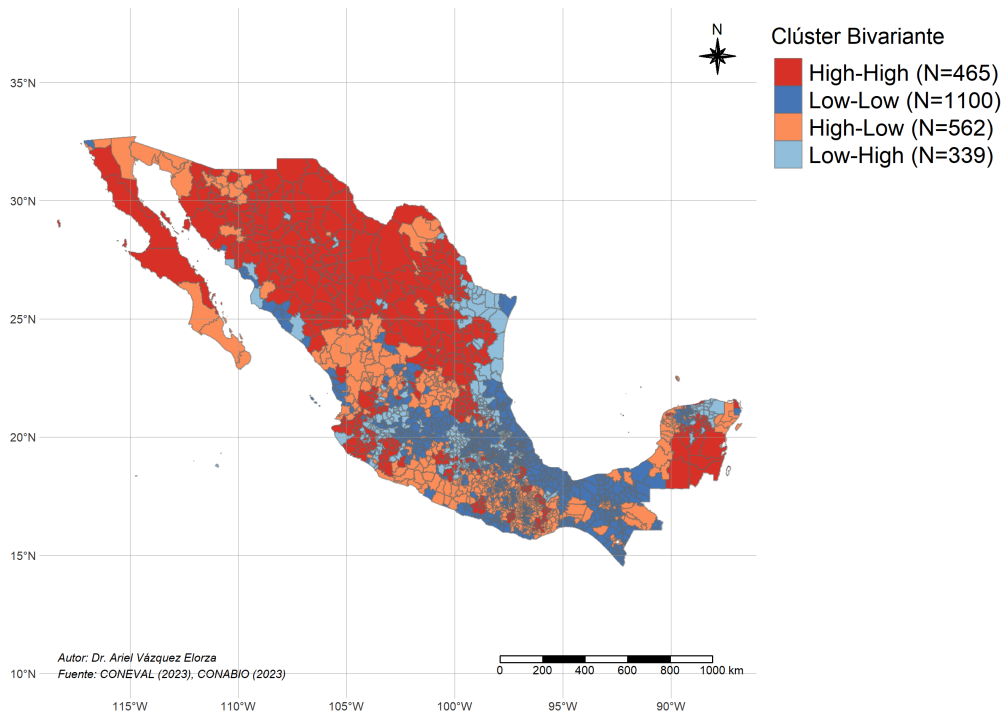 N
Clúster Bivariante
High-High (N=465)
Low-Low (N=1100)
High-Low (N=562)
Low-High (N=339)
35°N
30°N
25°N
20°N
15°N
10°N
Autor: Dr. Ariel Vázquez Elorza
Fuente: CONEVAL (2023), CONABIO (2023)
0 200 400 600 800 1000 km
115°W 110°W 105°W 100°W 95°W 90°W